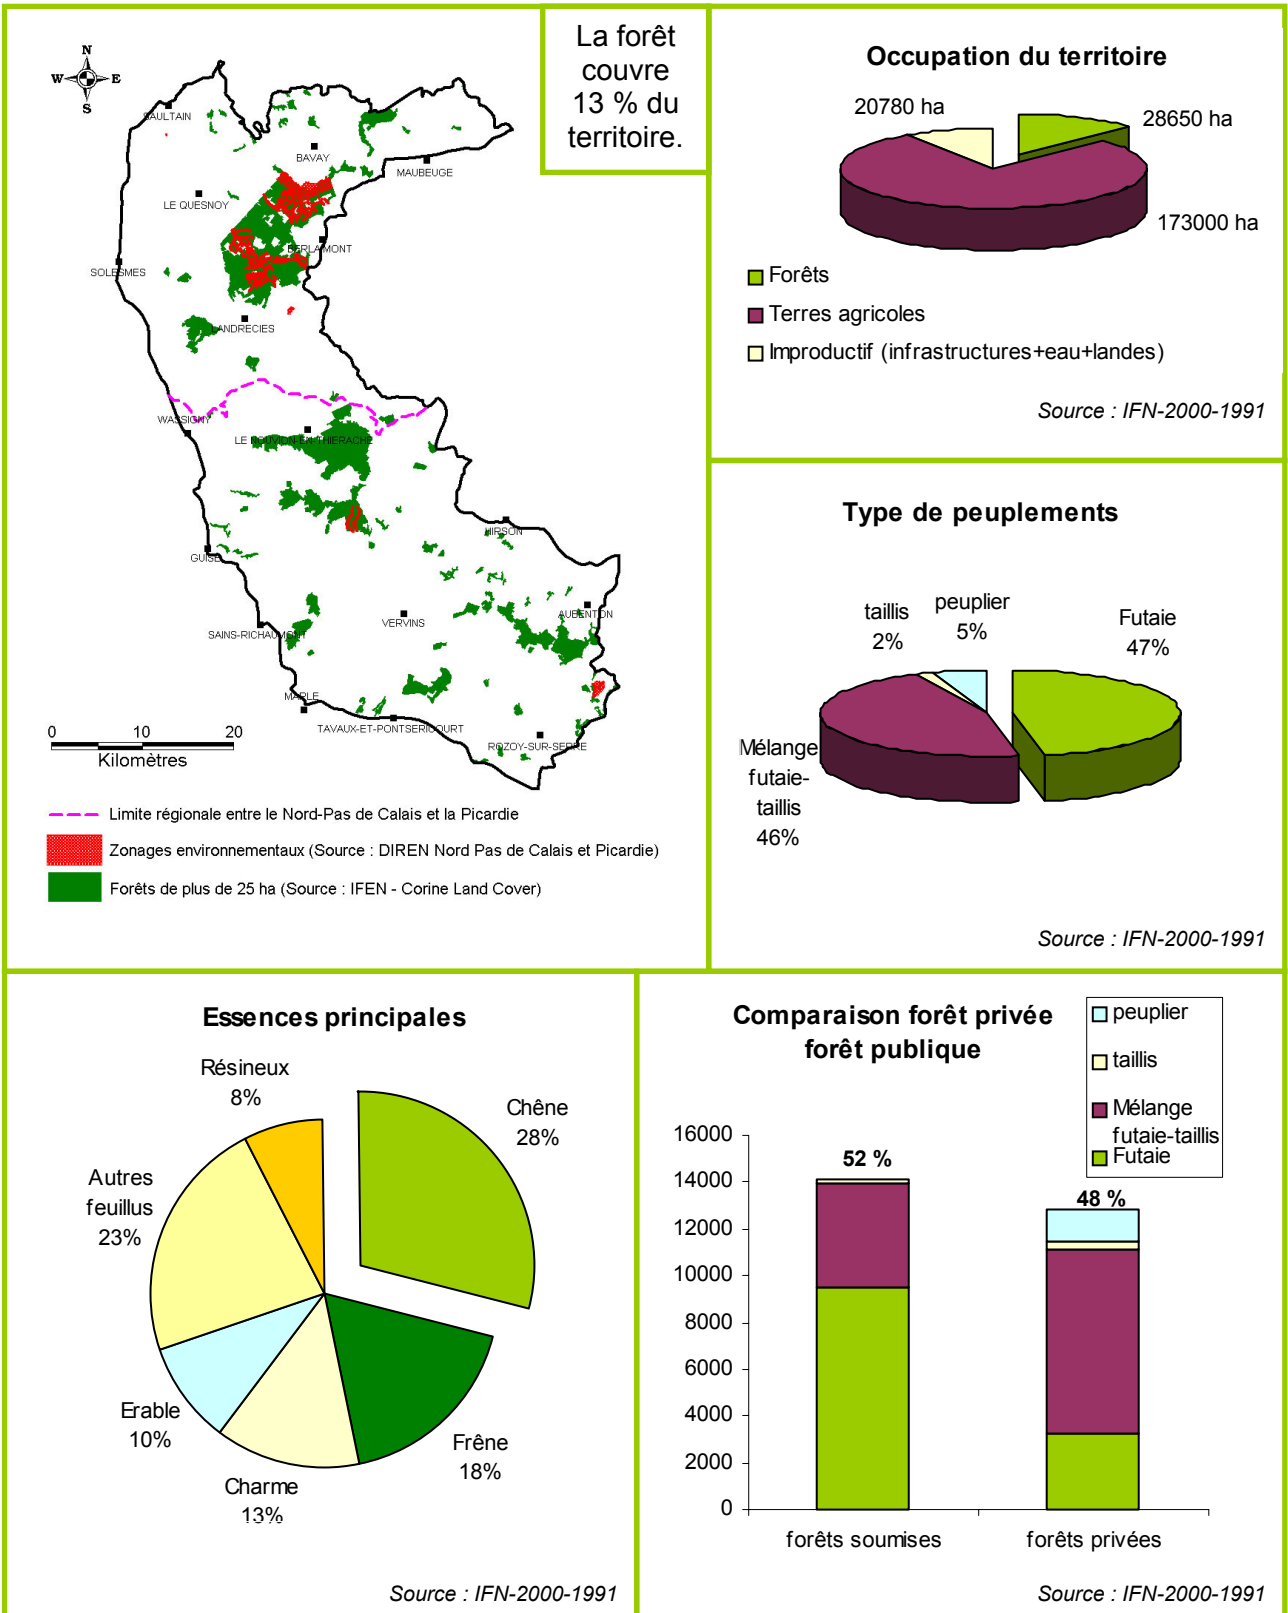 La forêt
couvre
13 % du
territoire.
N
W
E
S
SAULTAIN
BAVAY
MAUBEUGE
LE QUESNOY
BERLAIMONT
SOLESMES
LANDRECIES
WASSIGNY
LE NOUVION-EN-THIERACHE
HIRSON
GUISE
AUBENTON
VERVINS
SAINS-RICHAUMONT
MARLE
TAVAUX-ET-PONTSERICOURT
ROZOY-SUR-SERRE
0 10 20
Kilomètres
Limite régionale entre le Nord-Pas de Calais et la Picardie
Zonages environnementaux (Source : DIREN Nord Pas de Calais et Picardie)
Forêts de plus de 25 ha (Source : IFEN - Corine Land Cover)
Occupation du territoire
20780 ha
28650 ha
173000 ha
Forêts
Terres agricoles
Improductif (infrastructures+eau+landes)
Source : IFN-2000-1991
Type de peuplements
taillis
2%
peuplier
5%
Futaie
47%
Mélange
futaie-
taillis
46%
Source : IFN-2000-1991
Essences principales
Résineux
8%
Chêne
28%
Autres
feuillus
23%
Erable
10%
Charme
13%
Frêne
18%
Source : IFN-2000-1991
Comparaison forêt privée
forêt publique
peuplier
taillis
Mélange
futaie-taillis
Futaie
16000
14000
12000
10000
8000
6000
4000
2000
0
52 %
48 %
forêts soumises
forêts privées
Source : IFN-2000-1991